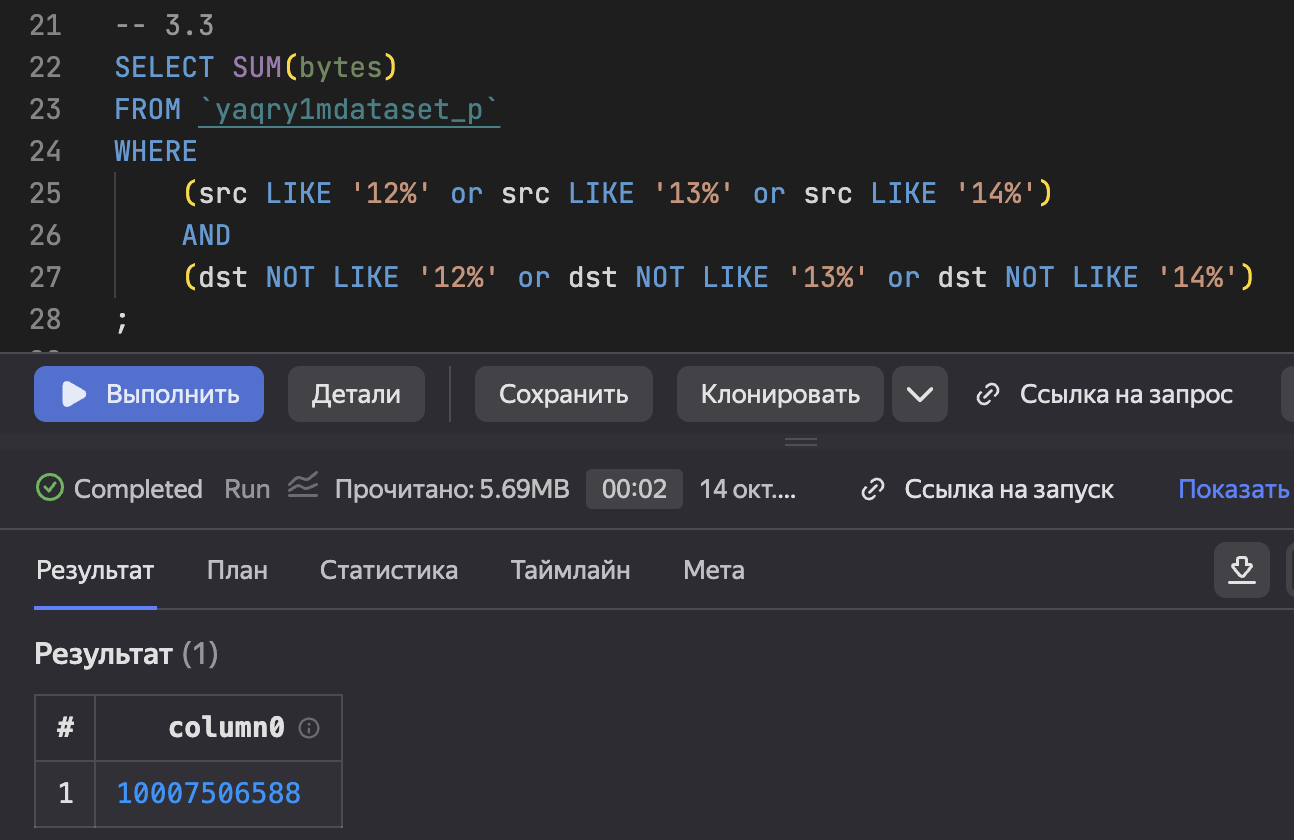 21 -- 3.3
22 SELECT SUM(bytes)
23 FROM `yaqry1mdataset_p`
24 WHERE
25 (src LIKE '12%' or src LIKE '13%' or src LIKE '14%')
26 AND
27 (dst NOT LIKE '12%' or dst NOT LIKE '13%' or dst NOT LIKE '14%')
28 ;
Выполнить Детали Сохранить Клонировать Ссылка на запрос
Completed Run Прочитано: 5.69MB 00:02 14 окт.... Ссылка на запуск Показать
Результат План Статистика Таймлайн Мета
Результат (1)
# column0
1 10007506588